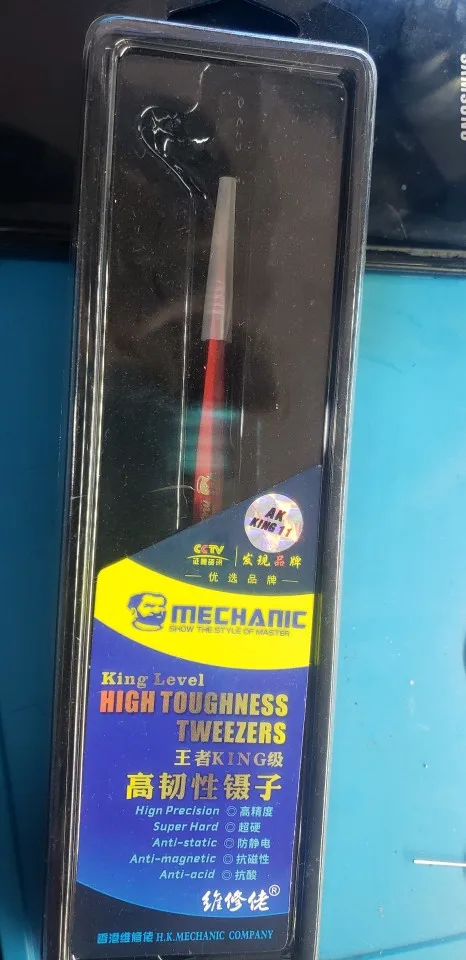 SAMSUNG
AK
KING 11
CCTV 发现品牌
优选品牌
MECHANIC
SHOW THE STYLE OF MASTER
King Level
HIGH TOUGHNESS
TWEEZERS
王者KING级
高韧性镊子
Hign Precision ◎ 高精度
Super Hard ◎ 超硬
Anti-static ◎ 防静电
Anti-magnetic ◎ 抗磁性
Anti-acid ◎ 抗酸
维修佬®
香港维修佬 H.K.MECHANIC COMPANY